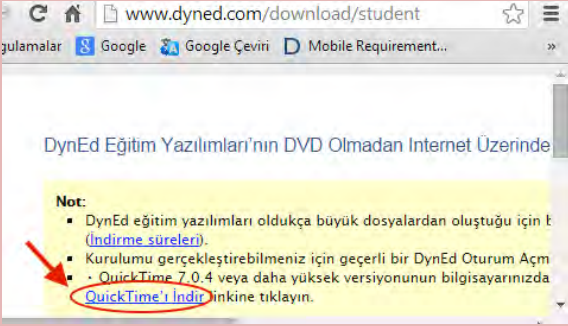 www.dyned.com/download/student
gulamalar Google Google Çeviri Mobile Requirement... »
DynEd Eğitim Yazılımları'nın DVD Olmadan Internet Üzerinde
Not:
DynEd eğitim yazılımları oldukça büyük dosyalardan oluştuğu için
(İndirme süreleri).
Kurulumu gerçekleştirebilmeniz için geçerli bir DynEd Oturum Açm
· QuickTime 7.0.4 veya daha yüksek versiyonunun bilgisayarınızda
QuickTime'ı İndir linkine tıklayın.